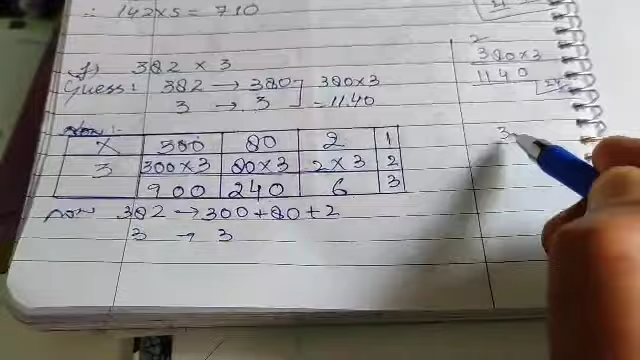 ∴ 142×5 = 710
f) 382 × 3
Guess: 382 → 380 380×3
3 → 3 = 1140
× 300 80 2 1
3 300×3 80×3 2×3 2
900 240 6 3
now 382 → 300+80+2
3 → 3
2
380×3
1140
3